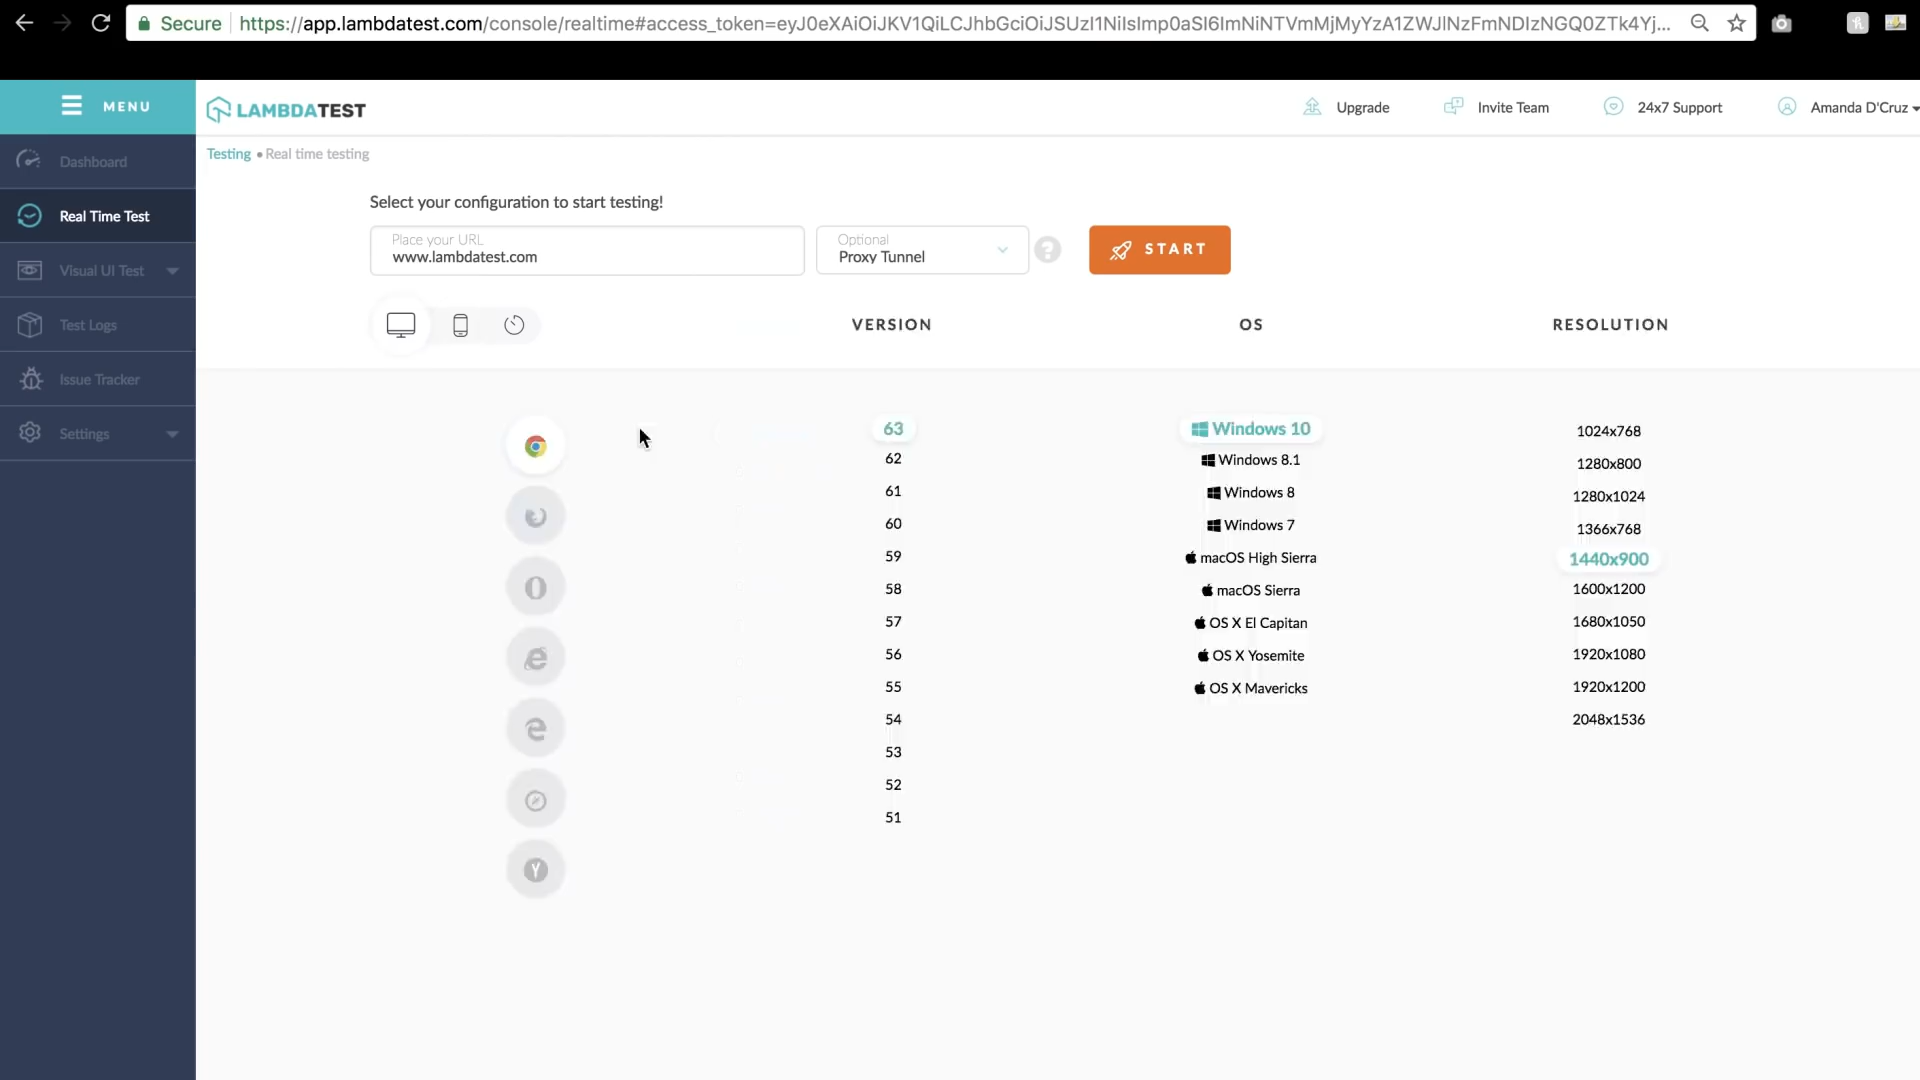 Secure https://app.lambdatest.com/console/realtime#access_token=eyJ0eXAiOiJKV1QiLCJhbGciOiJSUzI1NiIsImp0aSI6ImNiNTVmMjMyYzA1ZWJlNzFmNDIzNGQ0ZTk4Yj...
MENU
LAMBDATEST
Upgrade
Invite Team
24x7 Support
Amanda D'Cruz
Dashboard
Real Time Test
Visual UI Test
Test Logs
Issue Tracker
Settings
Testing • Real time testing
Select your configuration to start testing!
Place your URL
www.lambdatest.com
Optional
Proxy Tunnel
?
START
VERSION
OS
RESOLUTION
63
62
61
60
59
58
57
56
55
54
53
52
51
Windows 10
Windows 8.1
Windows 8
Windows 7
macOS High Sierra
macOS Sierra
OS X El Capitan
OS X Yosemite
OS X Mavericks
1024x768
1280x800
1280x1024
1366x768
1440x900
1600x1200
1680x1050
1920x1080
1920x1200
2048x1536